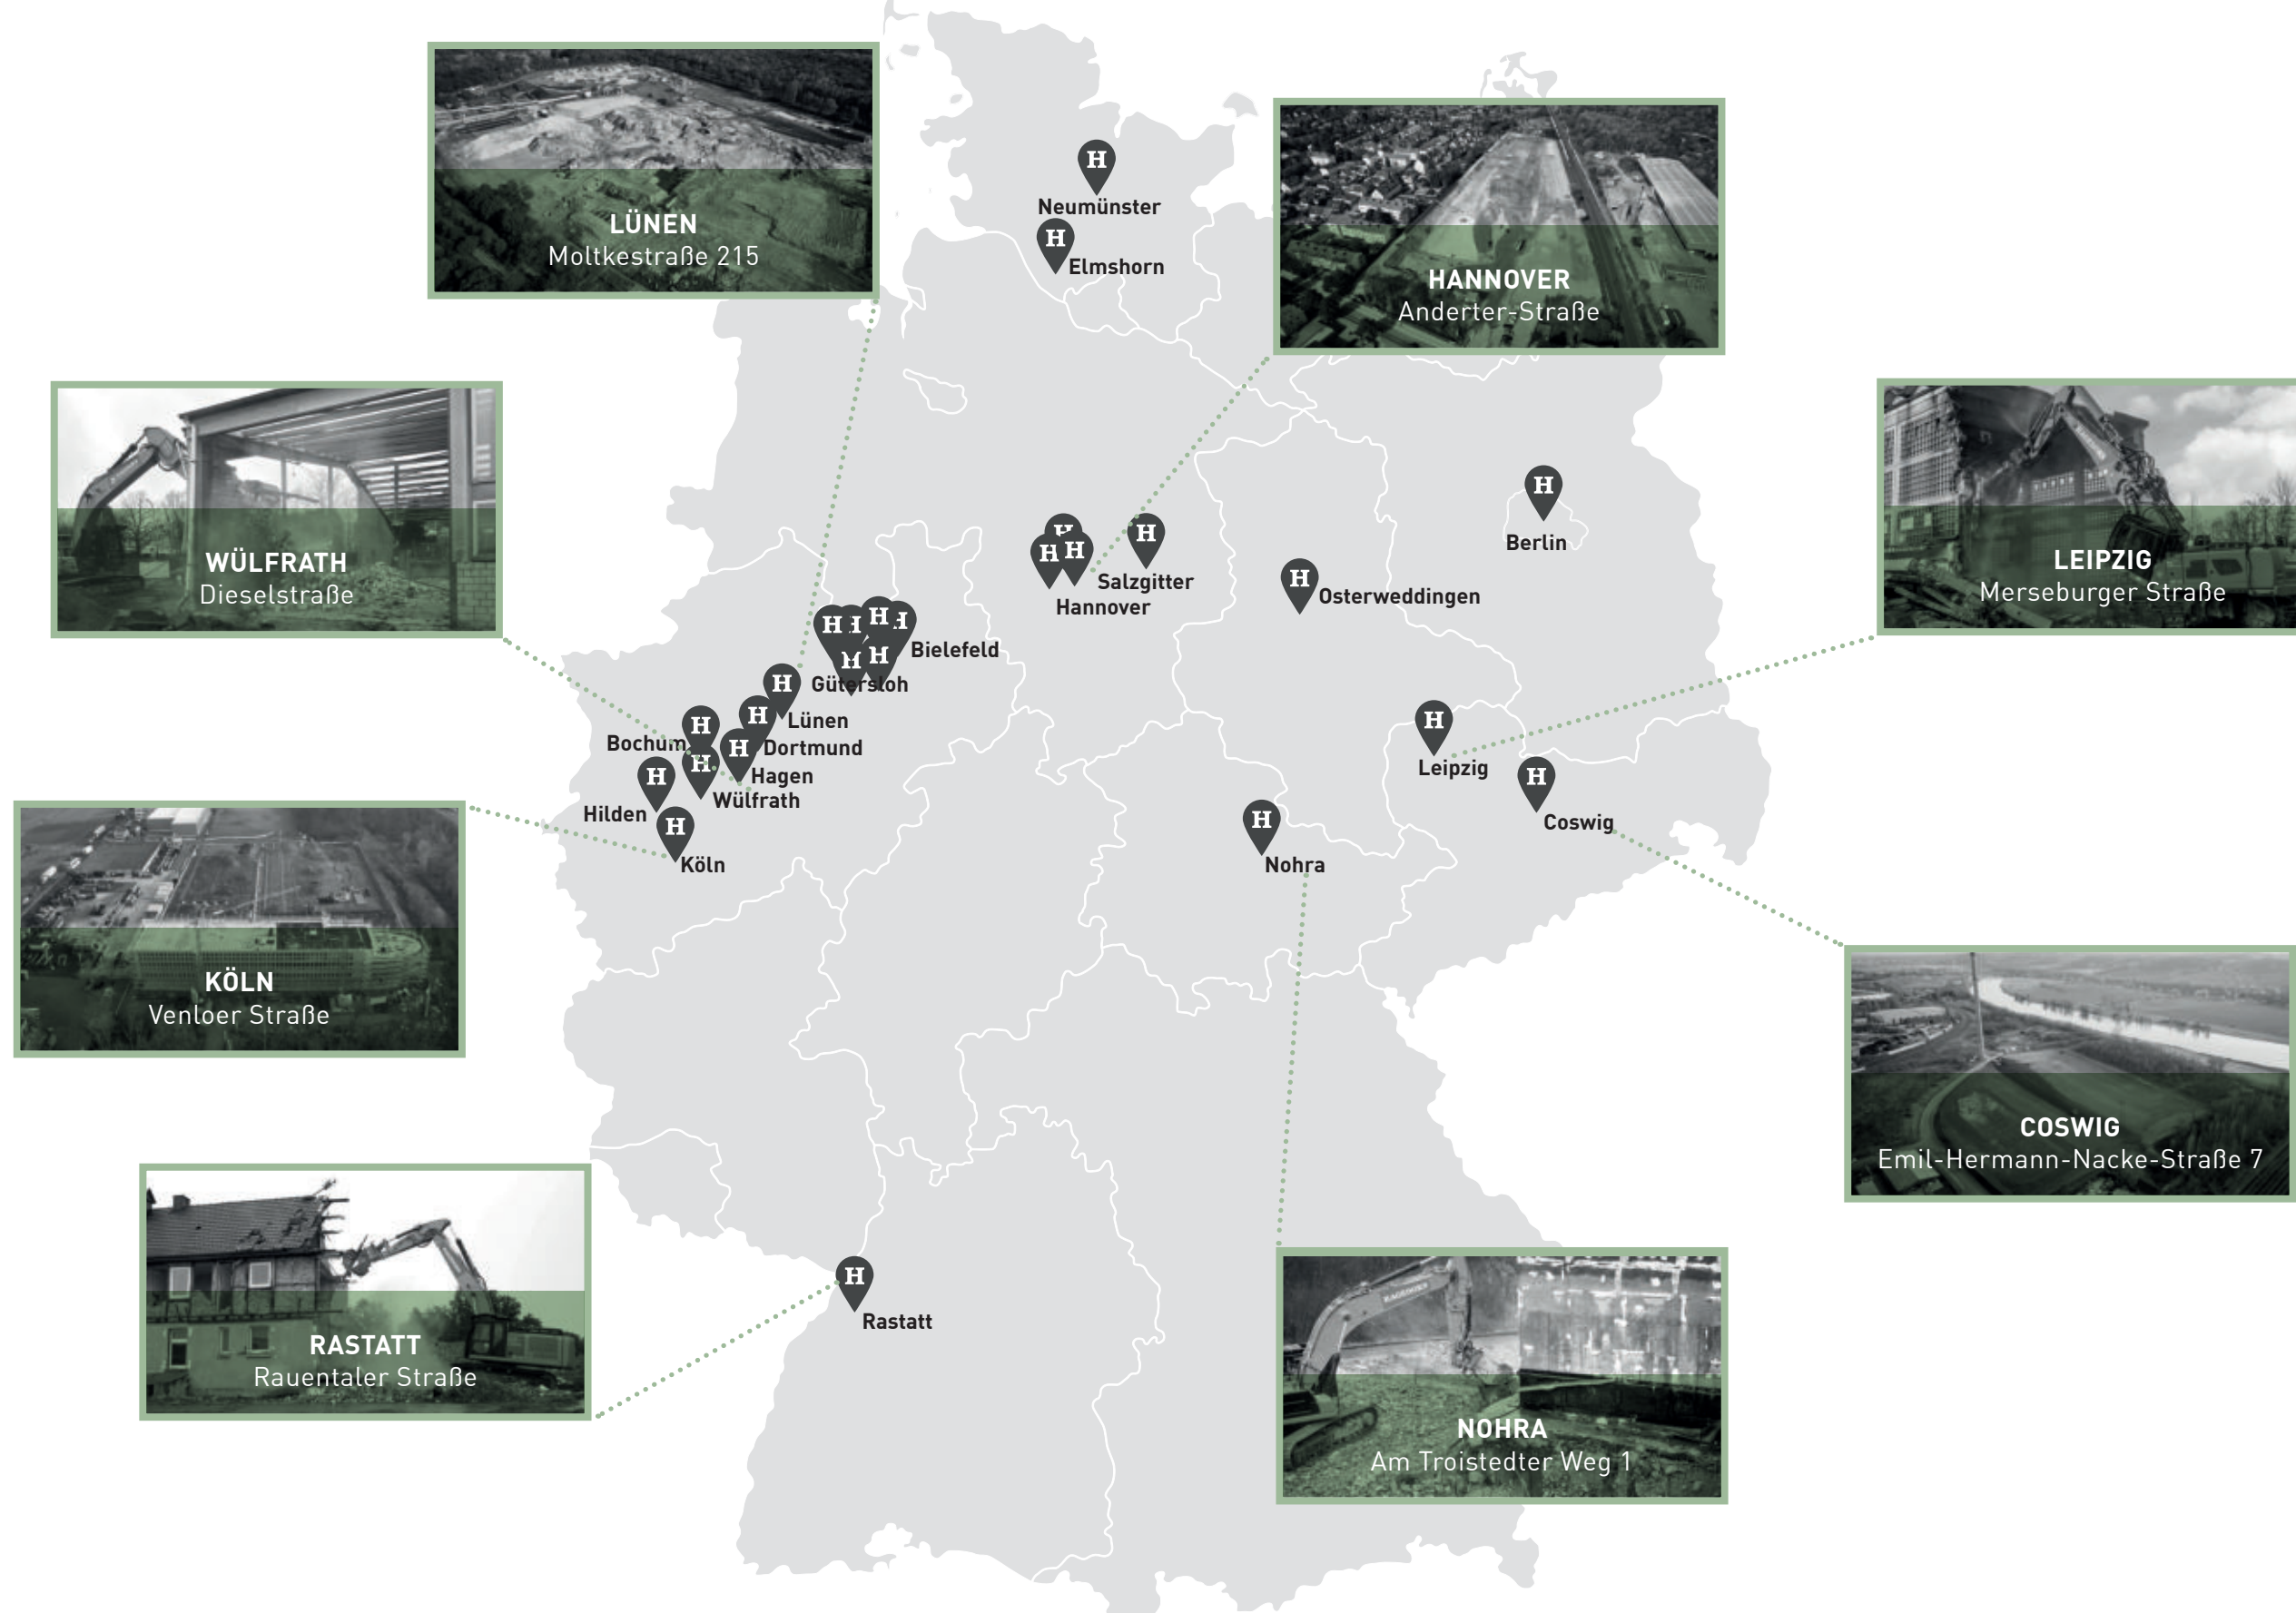 LÜNEN
Moltkestraße 215
HANNOVER
Anderter-Straße
WÜLFRATH
Dieselstraße
LEIPZIG
Merseburger Straße
KÖLN
Venloer Straße
COSWIG
Emil-Hermann-Nacke-Straße 7
RASTATT
Rauentaler Straße
NOHRA
Am Troistedter Weg 1
H
Neumünster
H
Elmshorn
H
Berlin
H
H
H
Hannover
H
Salzgitter
H
Osterweddingen
H
H
H
H
Bielefeld
H
H
Gütersloh
H
Lünen
H
Dortmund
H
Bochum
H
Hagen
H
Wülfrath
H
Hilden
H
Köln
H
Leipzig
H
Coswig
H
Nohra
H
Rastatt